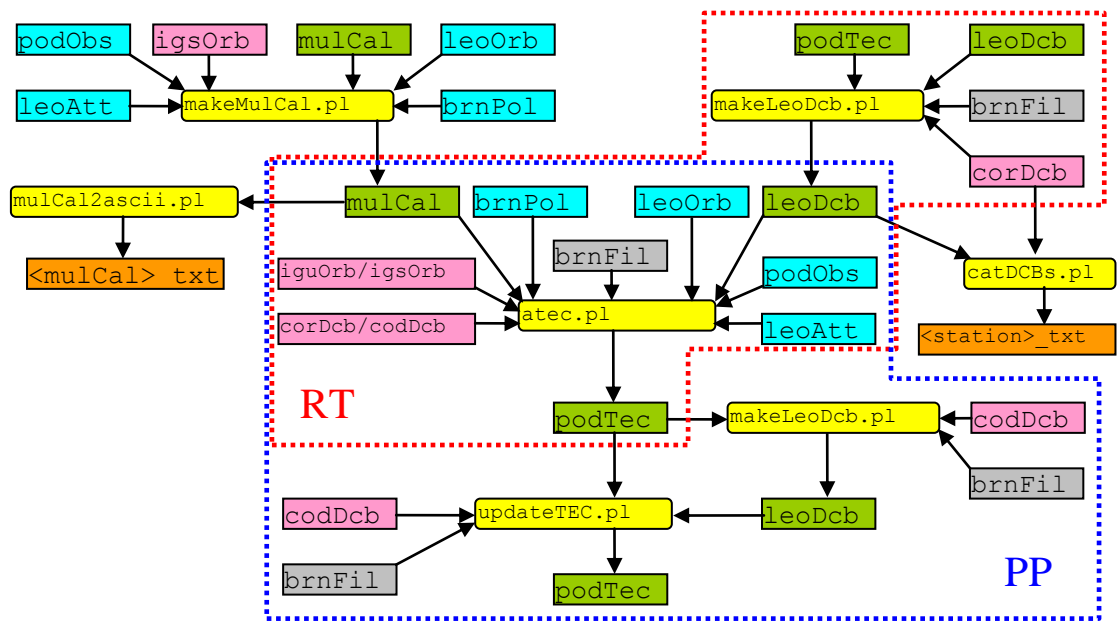 podObs
igsOrb
mulCal
leoOrb
podTec
leoDcb
leoAtt
makeMulCal.pl
brnPol
makeLeoDcb.pl
brnFil
corDcb
mulCal2ascii.pl
mulCal
brnPol
leoOrb
leoDcb
<mulCal>_txt
iguOrb/igsOrb
brnFil
podObs
catDCBs.pl
corDcb/codDcb
atec.pl
leoAtt
<station>_txt
RT
podTec
makeLeoDcb.pl
codDcb
brnFil
codDcb
updateTEC.pl
leoDcb
brnFil
podTec
PP